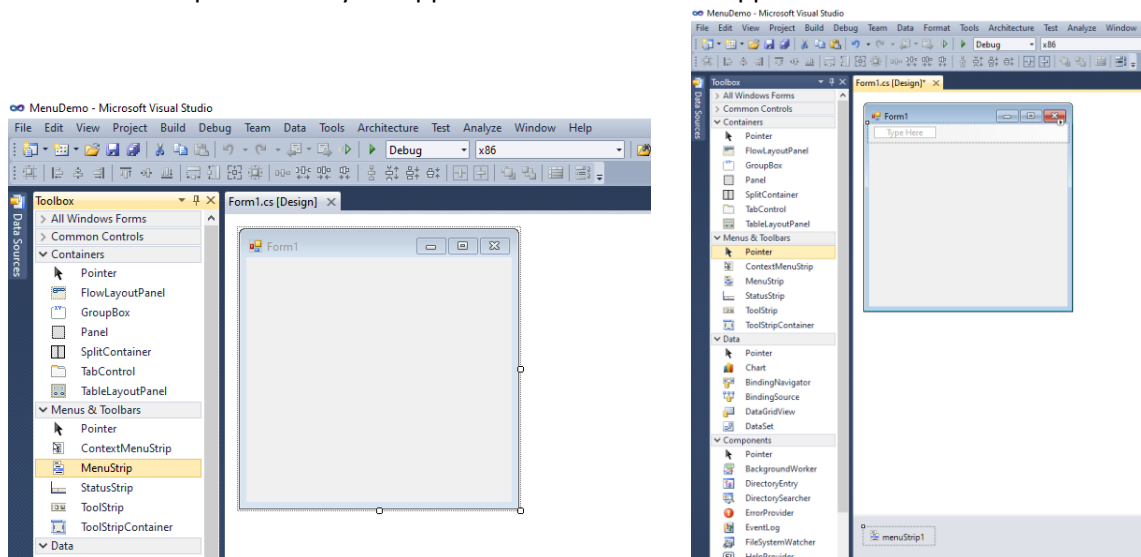 MenuDemo - Microsoft Visual Studio
File Edit View Project Build Debug Team Data Tools Architecture Test Analyze Window Help
Debug x86
Toolbox
Form1.cs [Design]
Data Sources
All Windows Forms
Common Controls
Containers
Pointer
FlowLayoutPanel
GroupBox
Panel
SplitContainer
TabControl
TableLayoutPanel
Menus & Toolbars
Pointer
ContextMenuStrip
MenuStrip
StatusStrip
ToolStrip
ToolStripContainer
Data
Form1
MenuDemo - Microsoft Visual Studio
File Edit View Project Build Debug Team Data Format Tools Architecture Test Analyze Window
Debug x86
Toolbox
Form1.cs [Design]*
Data Sources
All Windows Forms
Common Controls
Containers
Pointer
FlowLayoutPanel
GroupBox
Panel
SplitContainer
TabControl
TableLayoutPanel
Menus & Toolbars
Pointer
ContextMenuStrip
MenuStrip
StatusStrip
ToolStrip
ToolStripContainer
Data
Pointer
Chart
BindingNavigator
BindingSource
DataGridView
DataSet
Components
Pointer
BackgroundWorker
DirectoryEntry
DirectorySearcher
ErrorProvider
EventLog
FileSystemWatcher
Form1
Type Here
menuStrip1